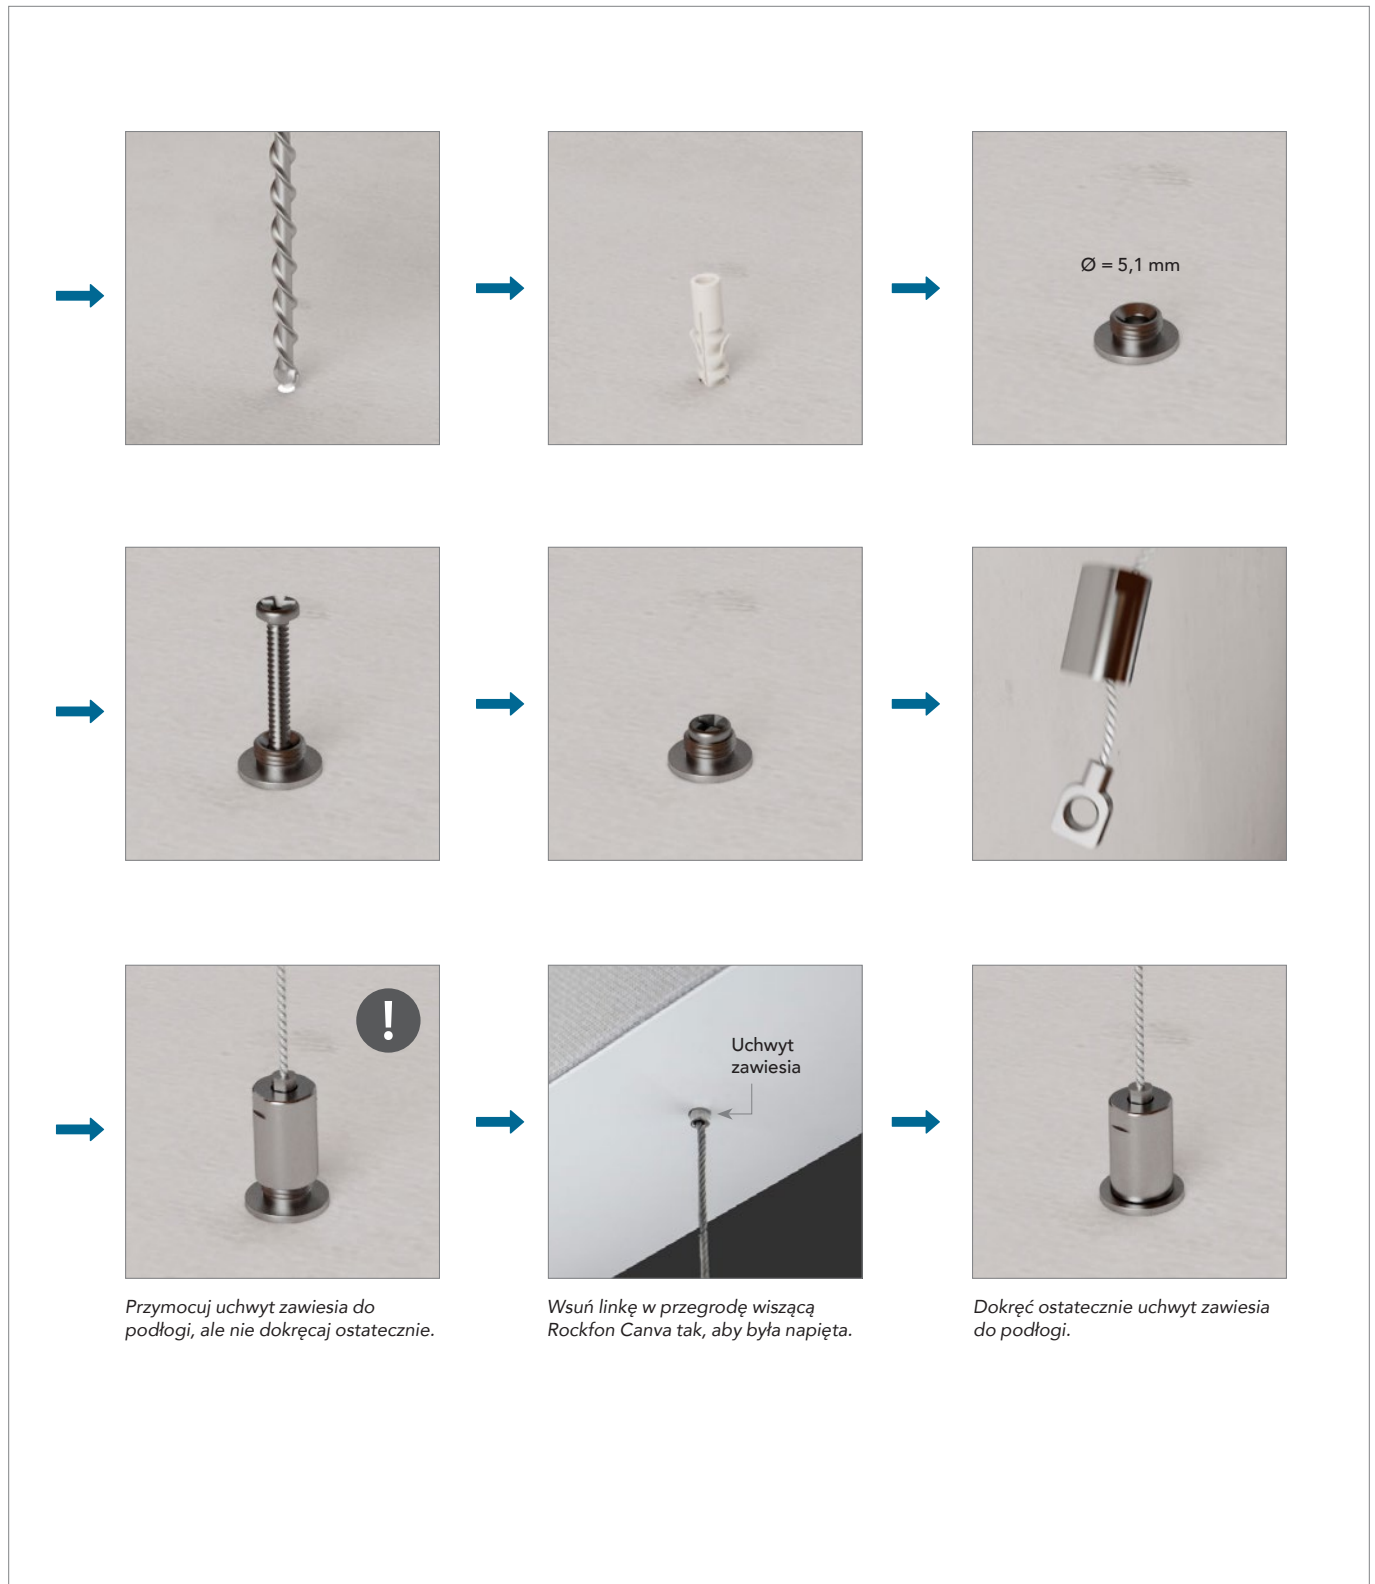 Ø = 5,1 mm
!
Uchwyt
zawiesia
Przymocuj uchwyt zawiesia do
podłogi, ale nie dokręcaj ostatecznie.
Wsuń linkę w przegrodę wiszącą
Rockfon Canva tak, aby była napięta.
Dokręć ostatecznie uchwyt zawiesia
do podłogi.